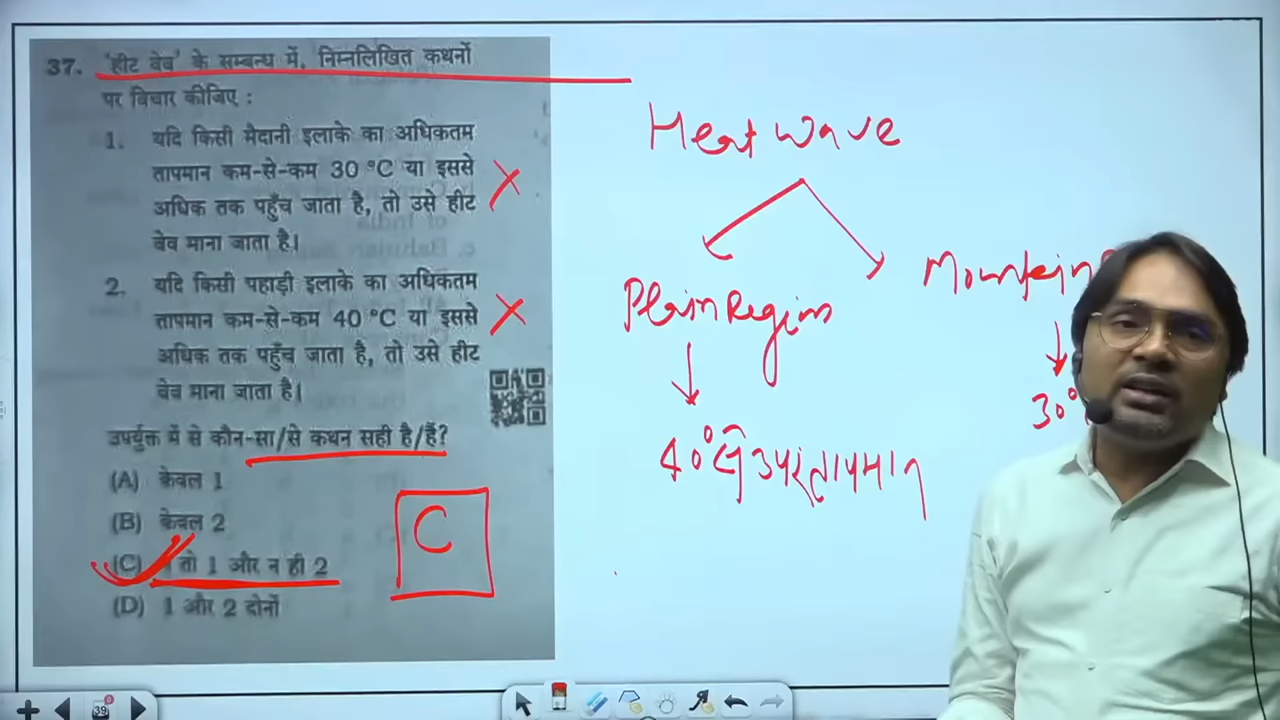 37. 'हीट वेव' के सम्बन्ध में, निम्नलिखित कथनों
पर विचार कीजिए :
1. यदि किसी मैदानी इलाके का अधिकतम
तापमान कम-से-कम 30 °C या इससे
अधिक तक पहुँच जाता है, तो उसे हीट
वेव माना जाता है।
2. यदि किसी पहाड़ी इलाके का अधिकतम
तापमान कम-से-कम 40 °C या इससे
अधिक तक पहुँच जाता है, तो उसे हीट
वेव माना जाता है।
उपर्युक्त में से कौन-सा/से कथन सही है/हैं?
(A) केवल 1
(B) केवल 2
(C) तो 1 और न ही 2
(D) 1 और 2 दोनों
C
Heat wave
Plain Region
40° से उपर तापमान
30°
39